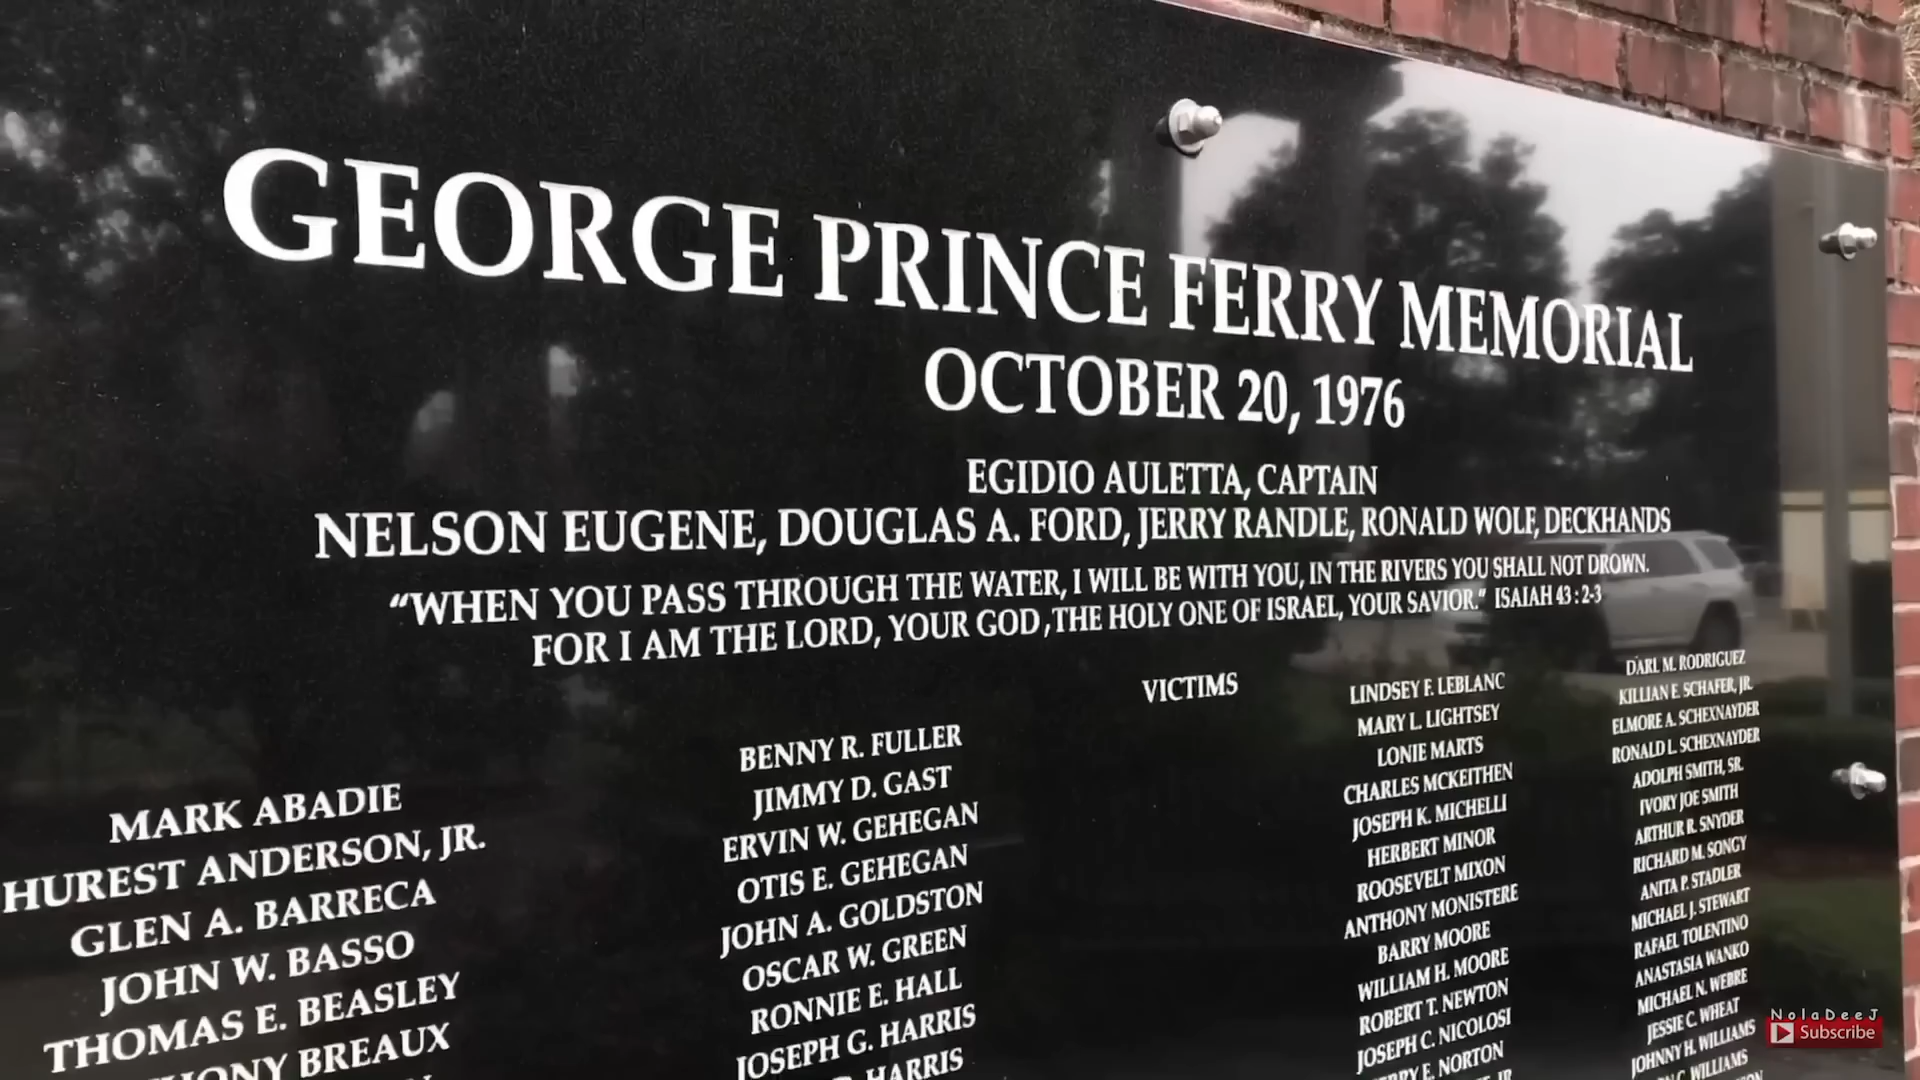 GEORGE PRINCE FERRY MEMORIAL
OCTOBER 20, 1976
EGIDIO AULETTA, CAPTAIN
NELSON EUGENE, DOUGLAS A. FORD, JERRY RANDLE, RONALD WOLF, DECKHANDS
“WHEN YOU PASS THROUGH THE WATER, I WILL BE WITH YOU, IN THE RIVERS YOU SHALL NOT DROWN.
FOR I AM THE LORD, YOUR GOD, THE HOLY ONE OF ISRAEL, YOUR SAVIOR.” ISAIAH 43 : 2-3
VICTIMS
MARK ABADIE
HUREST ANDERSON, JR.
GLEN A. BARRECA
JOHN W. BASSO
THOMAS E. BEASLEY
BREAUX
BENNY R. FULLER
JIMMY D. GAST
ERVIN W. GEHEGAN
OTIS E. GEHEGAN
JOHN A. GOLDSTON
OSCAR W. GREEN
RONNIE E. HALL
JOSEPH G. HARRIS
HARRIS
LINDSEY F. LEBLANC
MARY L. LIGHTSEY
LONIE MARTS
CHARLES MCKEITHEN
JOSEPH K. MICHELLI
HERBERT MINOR
ROOSEVELT MIXON
ANTHONY MONISTERE
BARRY MOORE
WILLIAM H. MOORE
ROBERT T. NEWTON
JOSEPH C. NICOLOSI
E. NORTON
JR
DARL M. RODRIGUEZ
KILLIAN E. SCHAFER, JR.
ELMORE A. SCHEXNAYDER
RONALD L. SCHEXNAYDER
ADOLPH SMITH, SR.
IVORY JOE SMITH
ARTHUR R. SNYDER
RICHARD M. SONGY
ANITA P. STADLER
MICHAEL J. STEWART
RAFAEL TOLENTINO
ANASTASIA WANKO
MICHAEL N. WEBRE
JESSIE C. WHEAT
JOHNNY H. WILLIAMS
C. WILLIAMS
NolaDeeJ
Subscribe